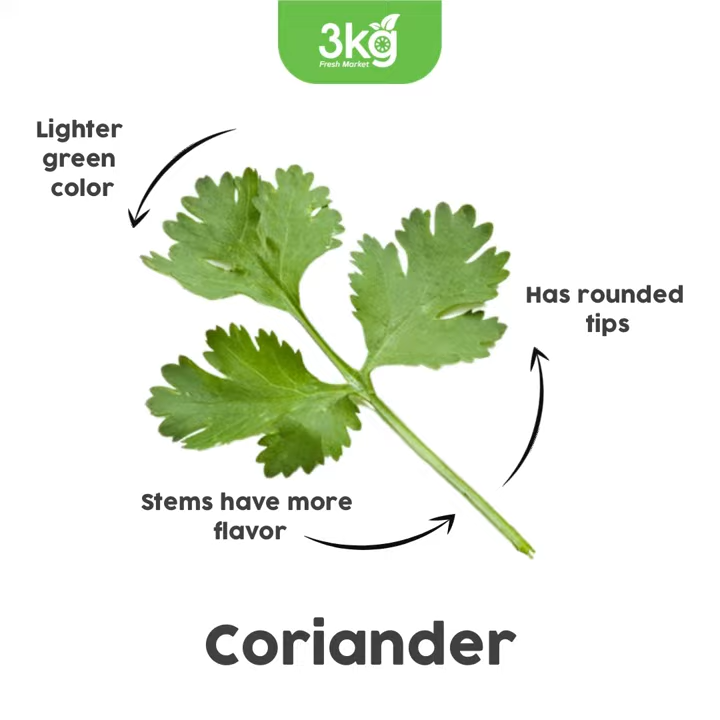 3kg
Fresh Market
Lighter
green
color
Has rounded
tips
Stems have more
flavor
Coriander